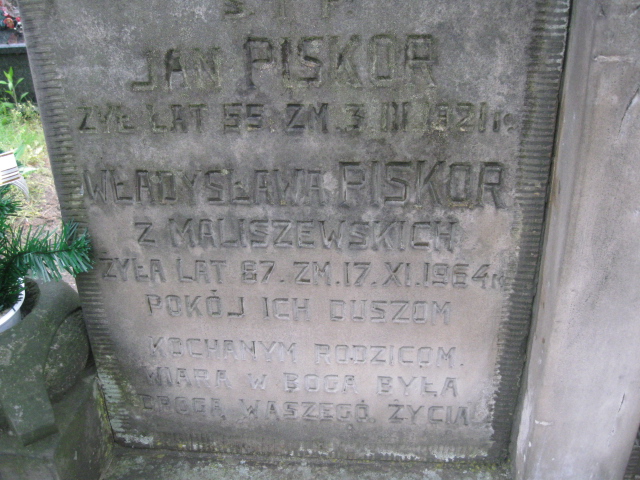 Ś†P
JAN PISKOR
ŻYŁ LAT 55. ZM. 3.III.1921 r.
WŁADYSŁAWA PISKOR
Z MALISZEWSKICH
ŻYŁA LAT 87. ZM. 17.XI.1964 r.
POKÓJ ICH DUSZOM
KOCHANYM RODZICOM.
WIARA W BOGA BYŁA
DROGĄ WASZEGO ŻYCIA